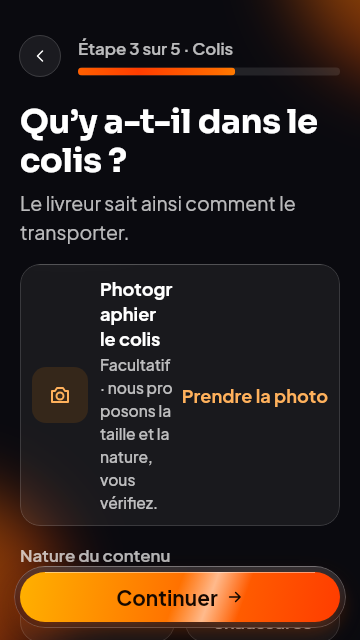 Étape 3 sur 5 · Colis
Qu’y a-t-il dans le
colis ?
Le livreur sait ainsi comment le
transporter.
Photogr
aphier
le colis
Facultatif
· nous pro
posons la
taille et la
nature,
vous
vérifiez.
Prendre la photo
Nature du contenu
Continuer →